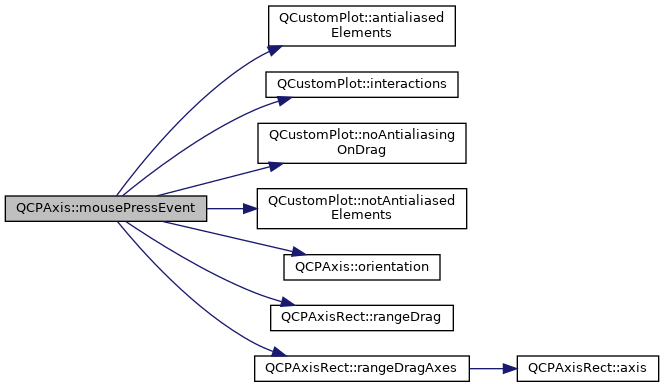 QCustomPlot::antialiased
Elements
QCustomPlot::interactions
QCustomPlot::noAntialiasing
OnDrag
QCPAxis::mousePressEvent
QCustomPlot::notAntialiased
Elements
QCPAxis::orientation
QCPAxisRect::rangeDrag
QCPAxisRect::rangeDragAxes
QCPAxisRect::axis